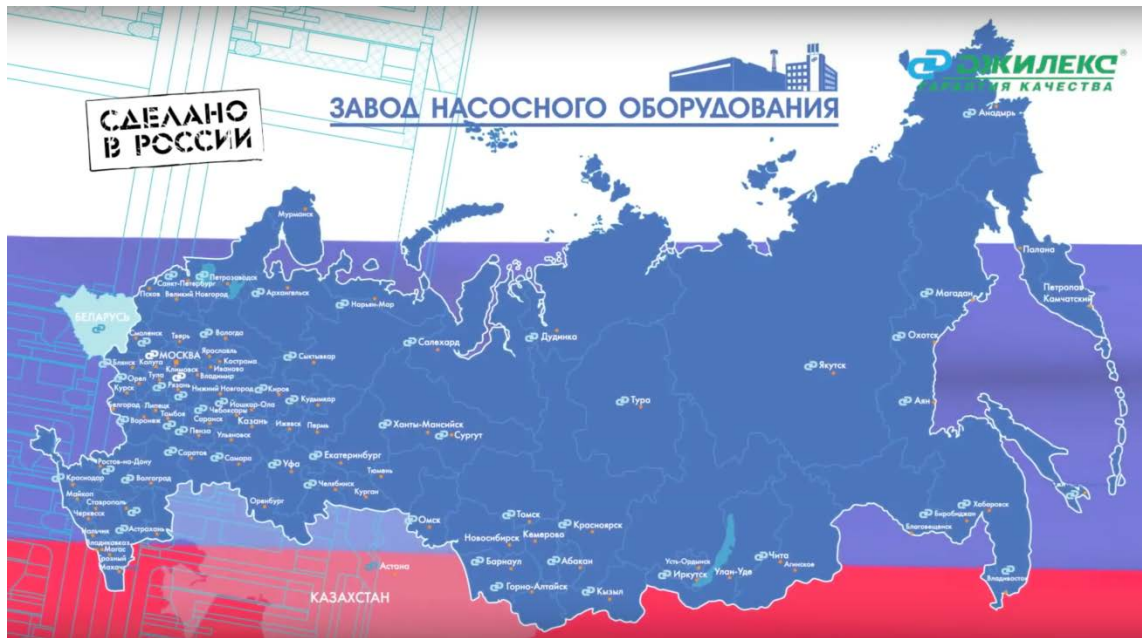 СДЕЛАНО
В РОССИИ
ЗАВОД НАСОСНОГО ОБОРУДОВАНИЯ
ДЖИЛЕКС®
ГАРАНТИЯ КАЧЕСТВА
Анадырь
Мурманск
Палана
Санкт-Петербург
Петрозаводск
Псков
Великий Новгород
Архангельск
Нарьян-Мар
Магадан
Петропав
Камчатский
БЕЛАРУСЬ
Смоленск
Тверь
Вологда
Салехард
Дудинка
Охотск
МОСКВА
Ярославль
Кострома
Сыктывкар
Калуга
Климовск
Иваново
Тула
Владимир
Якутск
Орел
Рязань
Нижний Новгород
Киров
Курск
Кудымкар
Тура
Аян
Белгород
Липецк
Чебоксары
Йошкар-Ола
Воронеж
Тамбов
Саранск
Казань
Ижевск
Пермь
Ханты-Мансийск
Сургут
Пенза
Ульяновск
Саратов
Самара
Уфа
Екатеринбург
Тюмень
Ростов-на-Дону
Краснодар
Волгоград
Челябинск
Курган
Майкоп
Ставрополь
Оренбург
Черкесск
Омск
Томск
Красноярск
Хабаровск
Биробиджан
Нальчик
Астрахань
Новосибирск
Кемерово
Благовещенск
Владикавказ
Магас
Грозный
Махачк
Астана
Барнаул
Абакан
Усть-Ордынск
Иркутск
Улан-Удэ
Чита
Агинское
Владивосток
КАЗАХСТАН
Горно-Алтайск
Кызыл